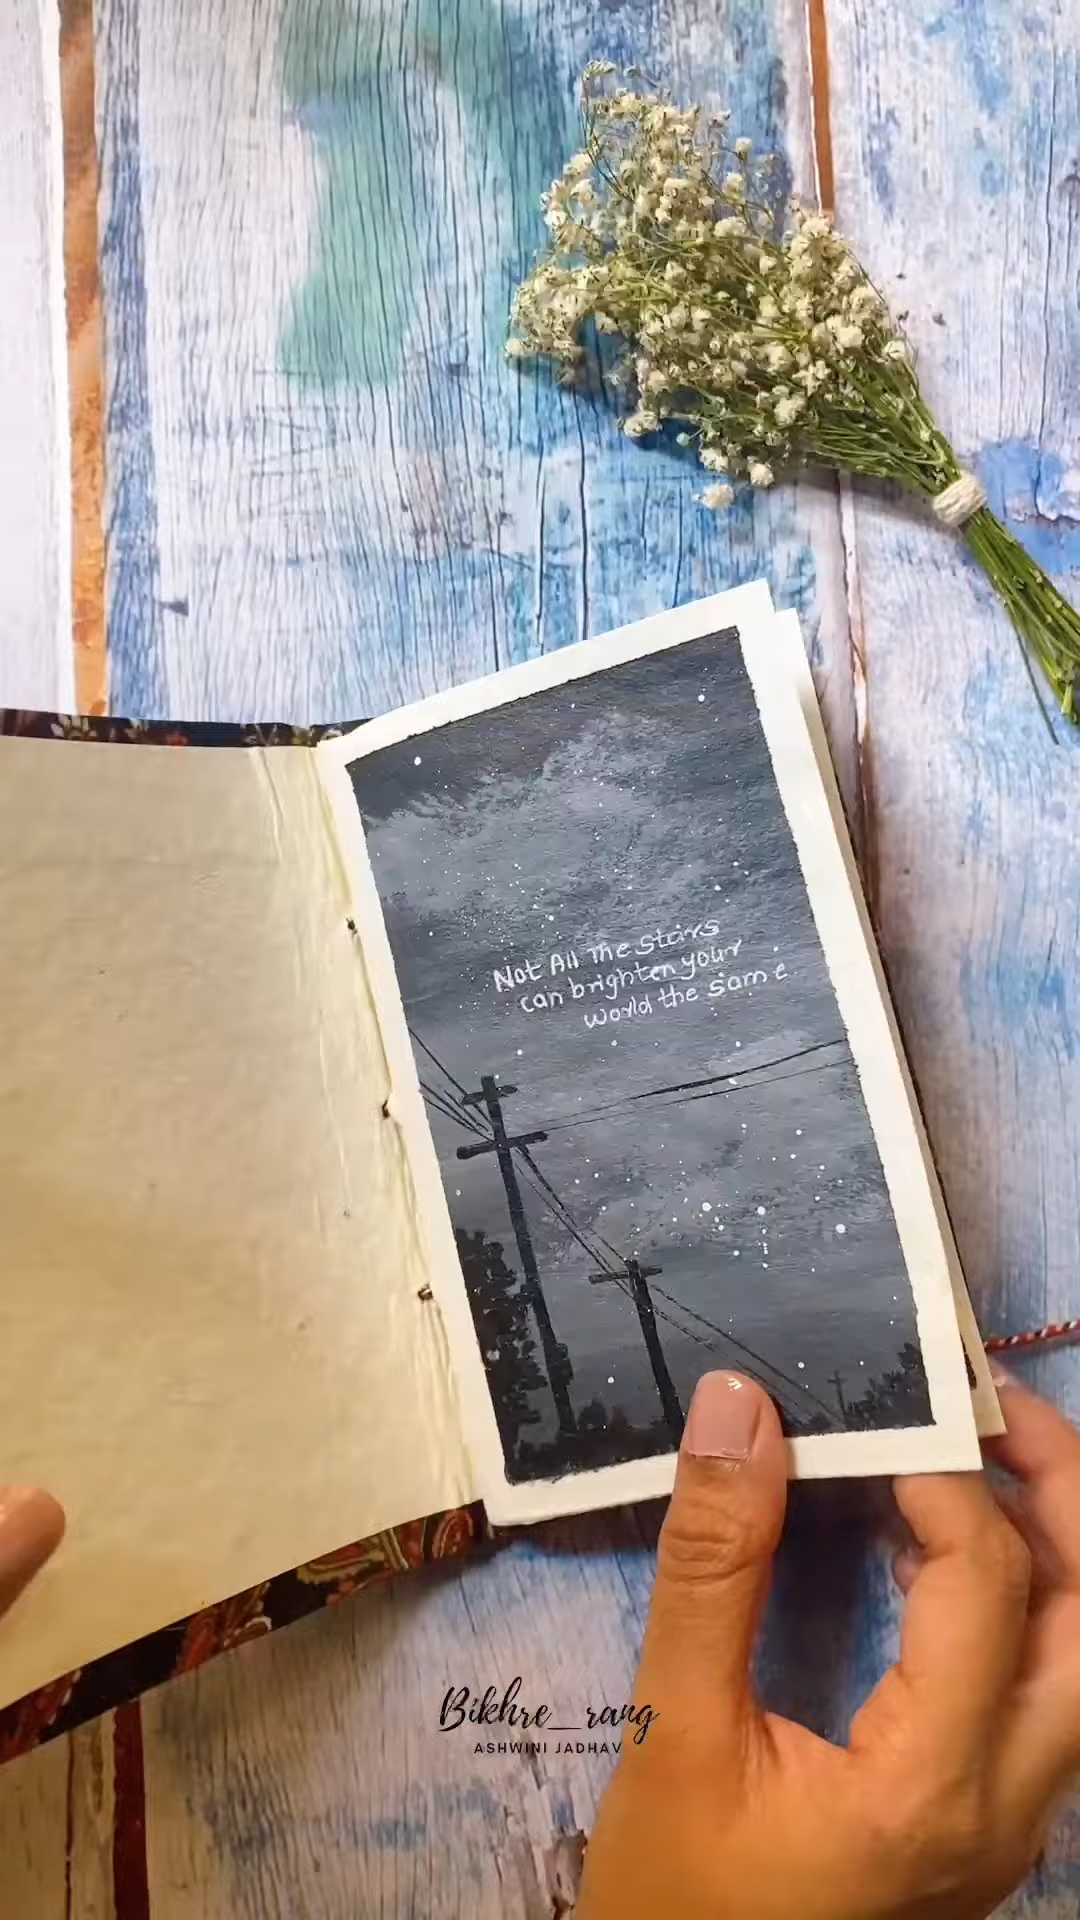 Not All The Stars
can brighten your
world the same
Bikhre_rang
ASHWINI JADHAV